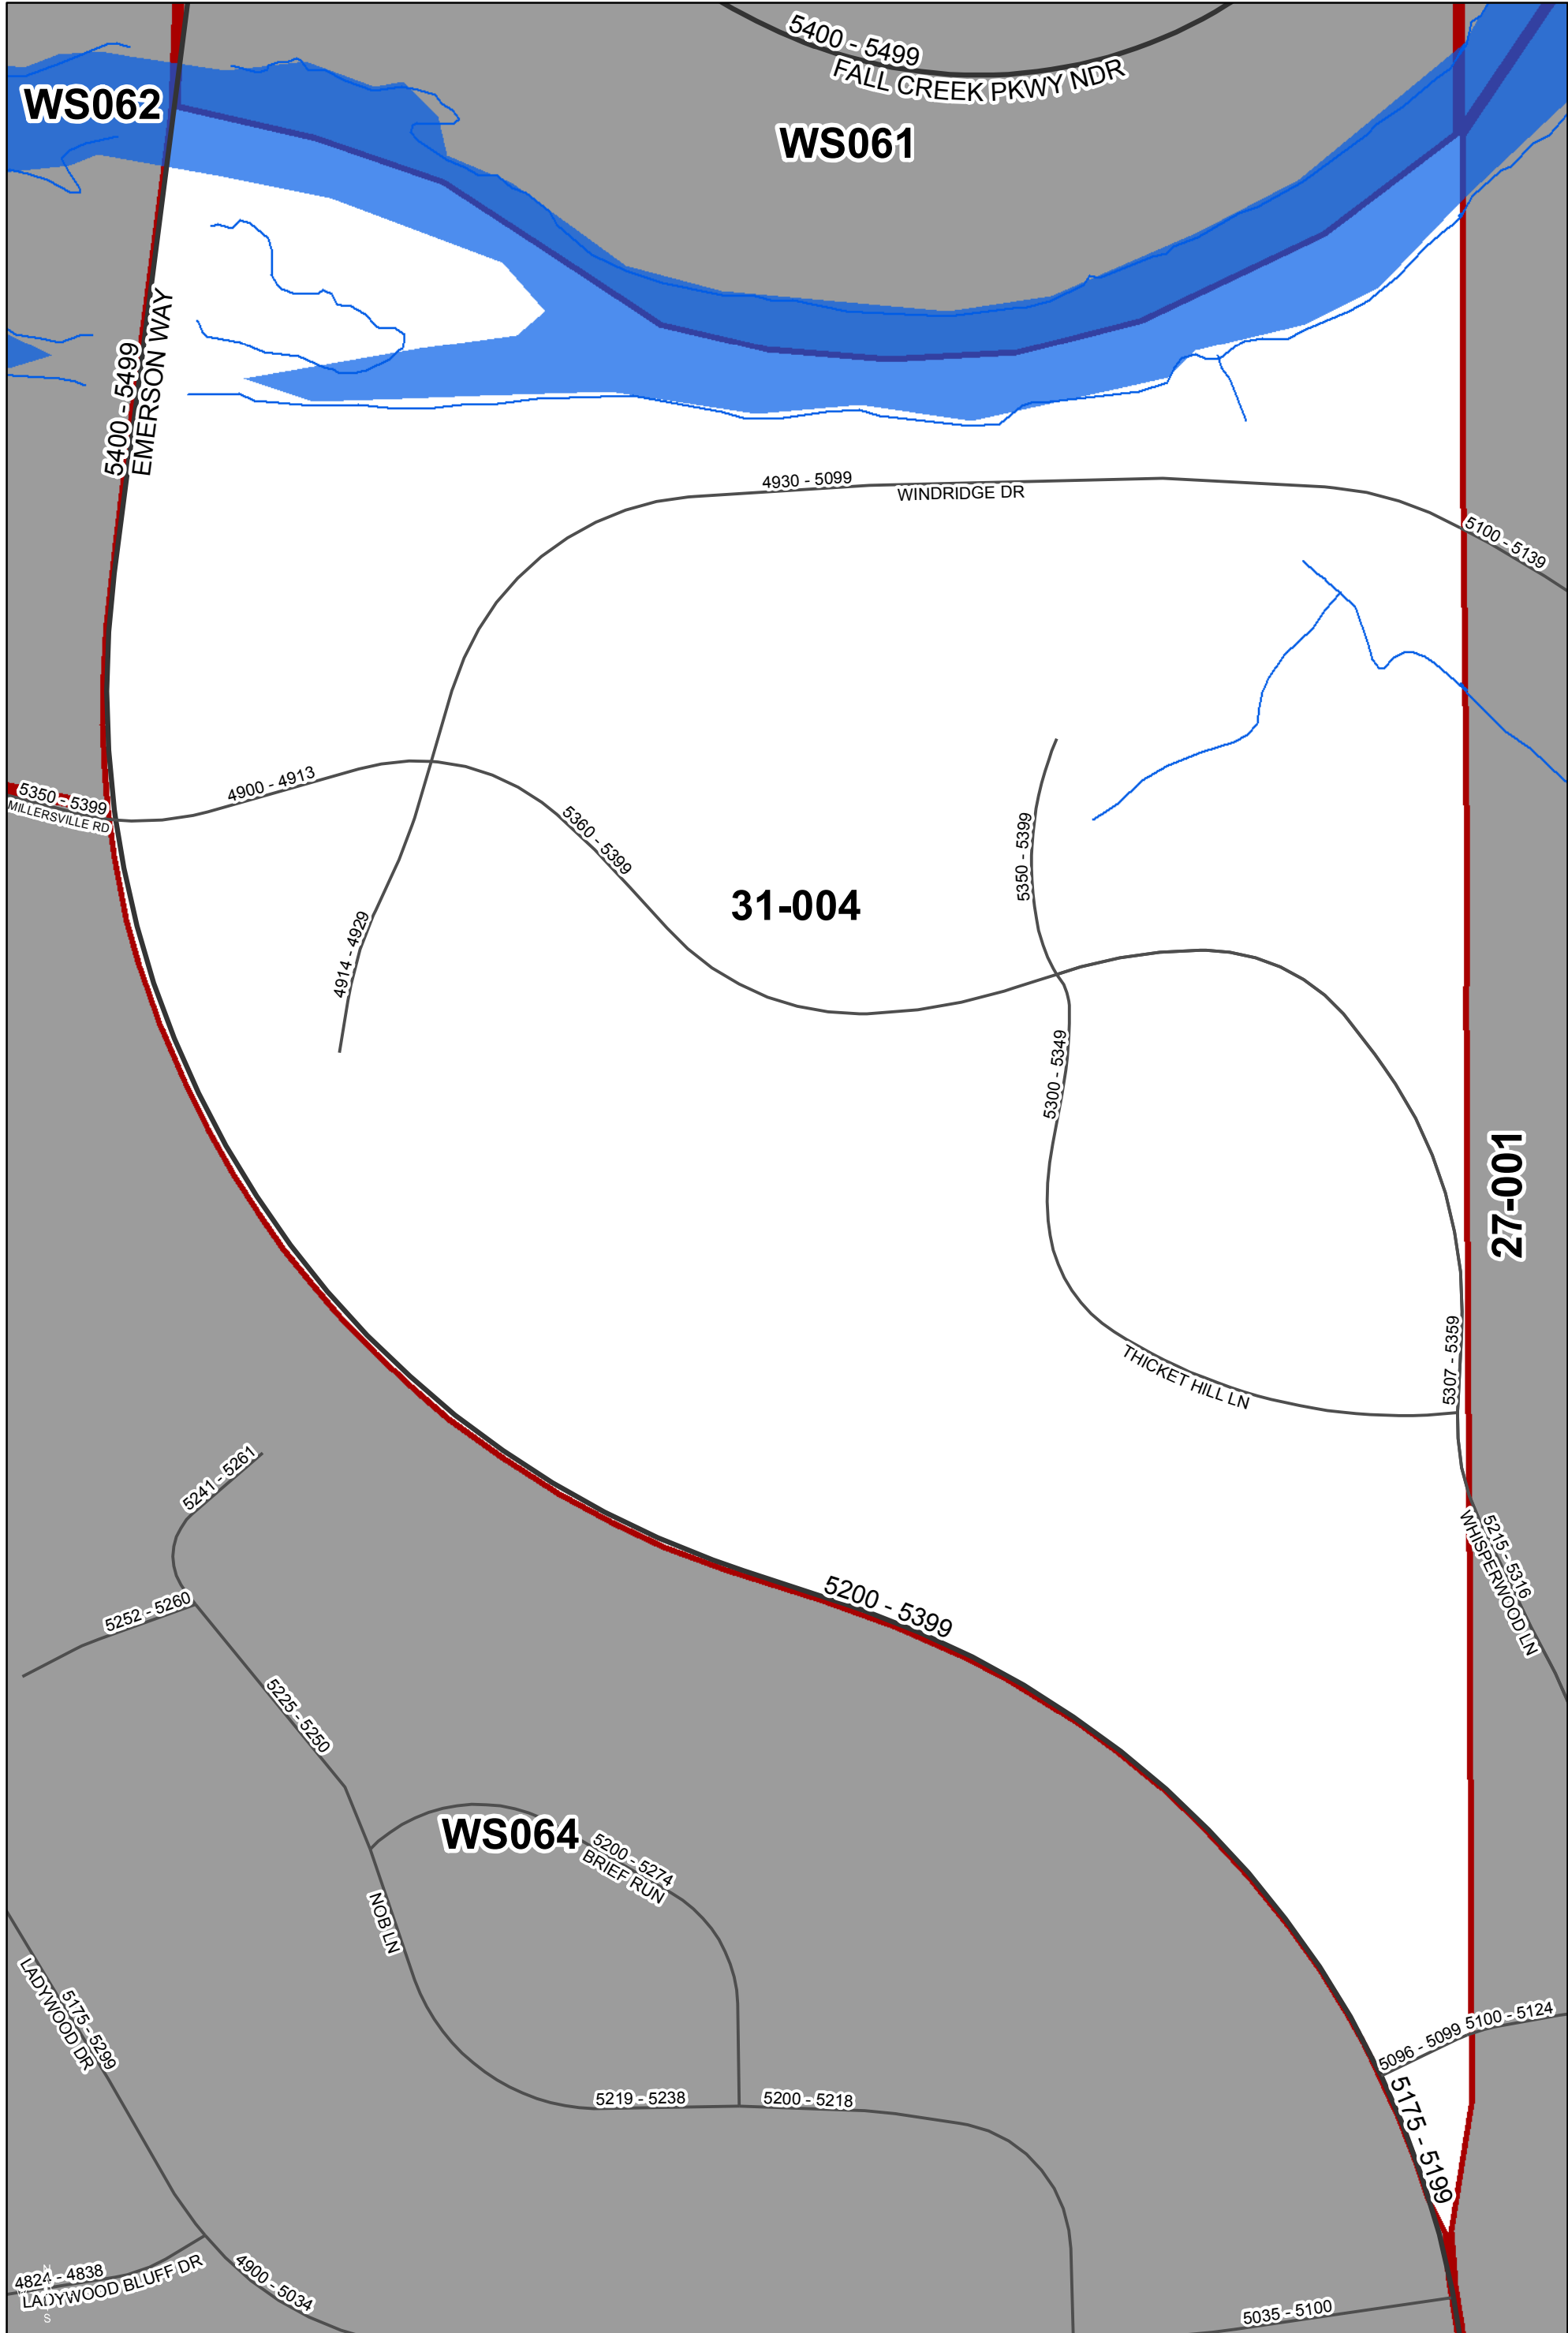 5400 - 5499
FALL CREEK PKWY NDR
WS062
WS061
5400 - 5499
EMERSON WAY
4930 - 5099
WINDRIDGE DR
5100 - 5139
5350 - 5399
MILLERSVILLE RD
4900 - 4913
5360 - 5399
5350 - 5399
31-004
4914 - 4929
5300 - 5349
27-001
THICKET HILL LN
5307 - 5359
5241 - 5261
5215 - 5316
WHISPERWOOD LN
5252 - 5260
5200 - 5399
5225 - 5250
WS064
5200 - 5274
BRIEF RUN
NOB LN
5175 - 5299
LADYWOOD DR
5096 - 5099
5100 - 5124
5219 - 5238
5200 - 5218
5175 - 5199
4824 - 4838
LADYWOOD BLUFF DR
4900 - 5034
N
S
5035 - 5100